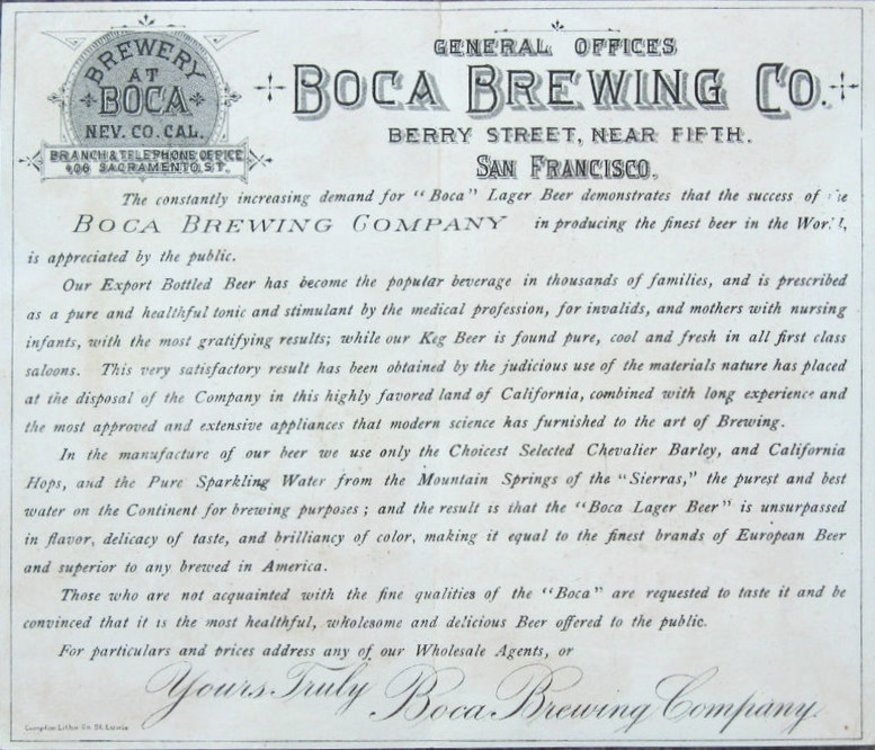 BREWERY
AT
BOCA
NEV. CO. CAL.
BRANCH & TELEPHONE OFFICE
406 SACRAMENTO ST.
GENERAL OFFICES
BOCA BREWING CO.
BERRY STREET, NEAR FIFTH.
SAN FRANCISCO,
The constantly increasing demand for "Boca" Lager Beer demonstrates that the success of the
BOCA BREWING COMPANY in producing the finest beer in the World,
is appreciated by the public.
Our Export Bottled Beer has become the popular beverage in thousands of families, and is prescribed
as a pure and healthful tonic and stimulant by the medical profession, for invalids, and mothers with nursing
infants, with the most gratifying results; while our Keg Beer is found pure, cool and fresh in all first class
saloons. This very satisfactory result has been obtained by the judicious use of the materials nature has placed
at the disposal of the Company in this highly favored land of California, combined with long experience and
the most approved and extensive appliances that modern science has furnished to the art of Brewing.
In the manufacture of our beer we use only the Choicest Selected Chevalier Barley, and California
Hops, and the Pure Sparkling Water from the Mountain Springs of the "Sierras," the purest and best
water on the Continent for brewing purposes; and the result is that the "Boca Lager Beer" is unsurpassed
in flavor, delicacy of taste, and brilliancy of color, making it equal to the finest brands of European Beer
and superior to any brewed in America.
Those who are not acquainted with the fine qualities of the "Boca" are requested to taste it and be
convinced that it is the most healthful, wholesome and delicious Beer offered to the public.
For particulars and prices address any of our Wholesale Agents, or
Yours Truly Boca Brewing Company.
Compton Litho. Co. St. Louis